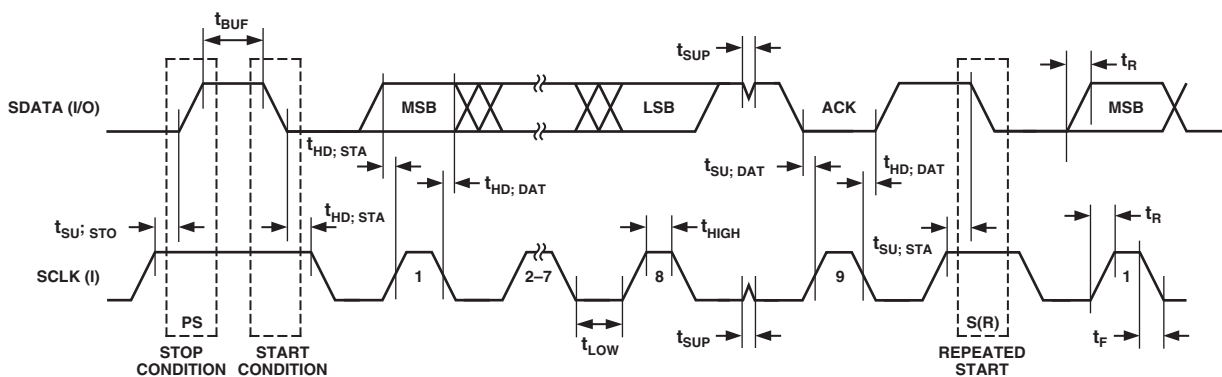 tBUF
tSUP
tR
SDATA (I/O)
MSB
LSB
ACK
MSB
tHD; STA
tHD; DAT
tSU; DAT
tHD; DAT
tSU; STO
tHD; STA
tHIGH
tSU; STA
tR
SCLK (I)
1
2–7
8
9
1
PS
S(R)
tLOW
tSUP
tF
STOP
CONDITION
START
CONDITION
REPEATED
START